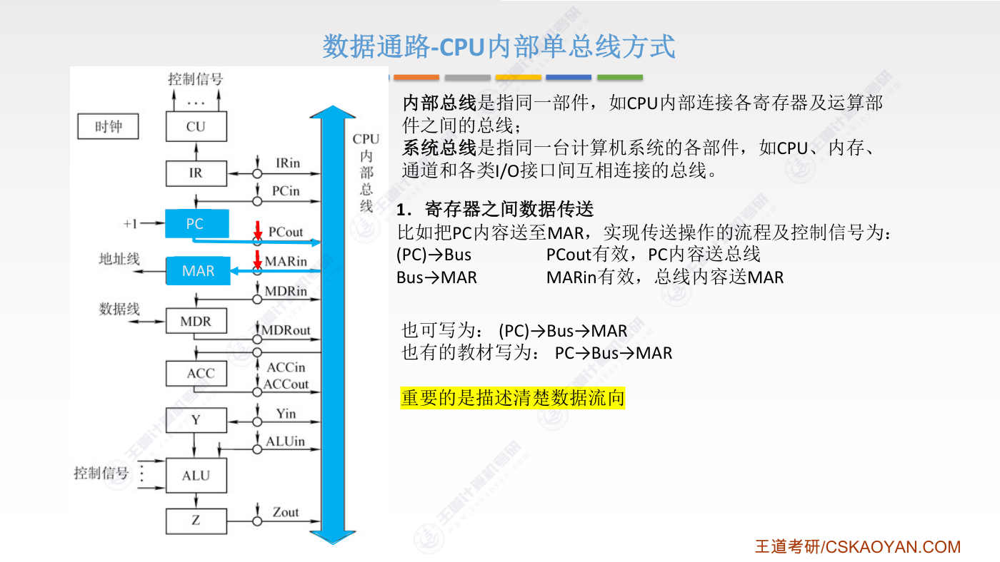 数据通路-CPU内部单总线方式
控制信号
…
时钟
CU
IR
IRin
PCin
+1
PC
PCout
地址线
MAR
MARin
MDRin
数据线
MDR
MDRout
ACC
ACCin
ACCout
Y
Yin
ALUin
控制信号
ALU
Z
Zout
CPU
内
部
总
线
内部总线是指同一部件，如CPU内部连接各寄存器及运算部
件之间的总线；
系统总线是指同一台计算机系统的各部件，如CPU、内存、
通道和各类I/O接口间互相连接的总线。
1．寄存器之间数据传送
比如把PC内容送至MAR，实现传送操作的流程及控制信号为：
(PC)→Bus PCout有效，PC内容送总线
Bus→MAR MARin有效，总线内容送MAR
也可写为： (PC)→Bus→MAR
也有的教材写为： PC→Bus→MAR
重要的是描述清楚数据流向
王道考研/CSKAOYAN.COM
王道计算机考研